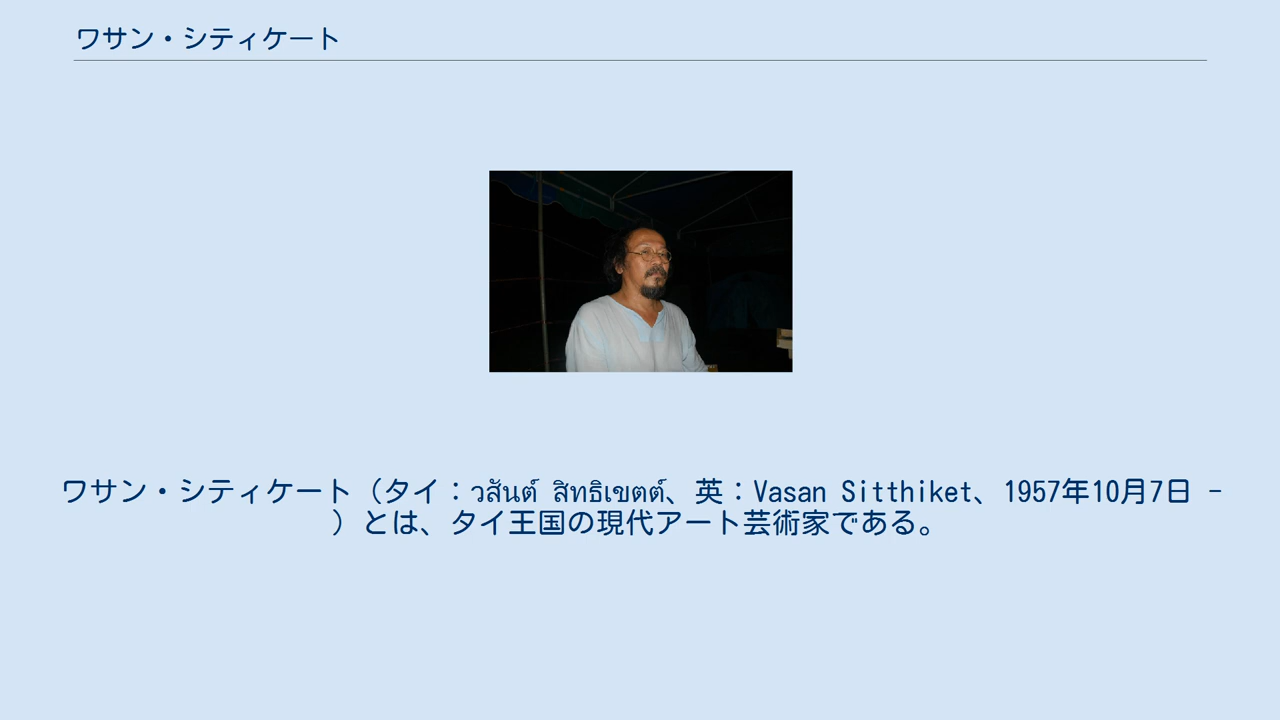 ワサン・シティケート
ワサン・シティケート（タイ：วสันต์ สิทธิเขตต์、英：Vasan Sitthiket、1957年10月7日 -
）とは、タイ王国の現代アート芸術家である。